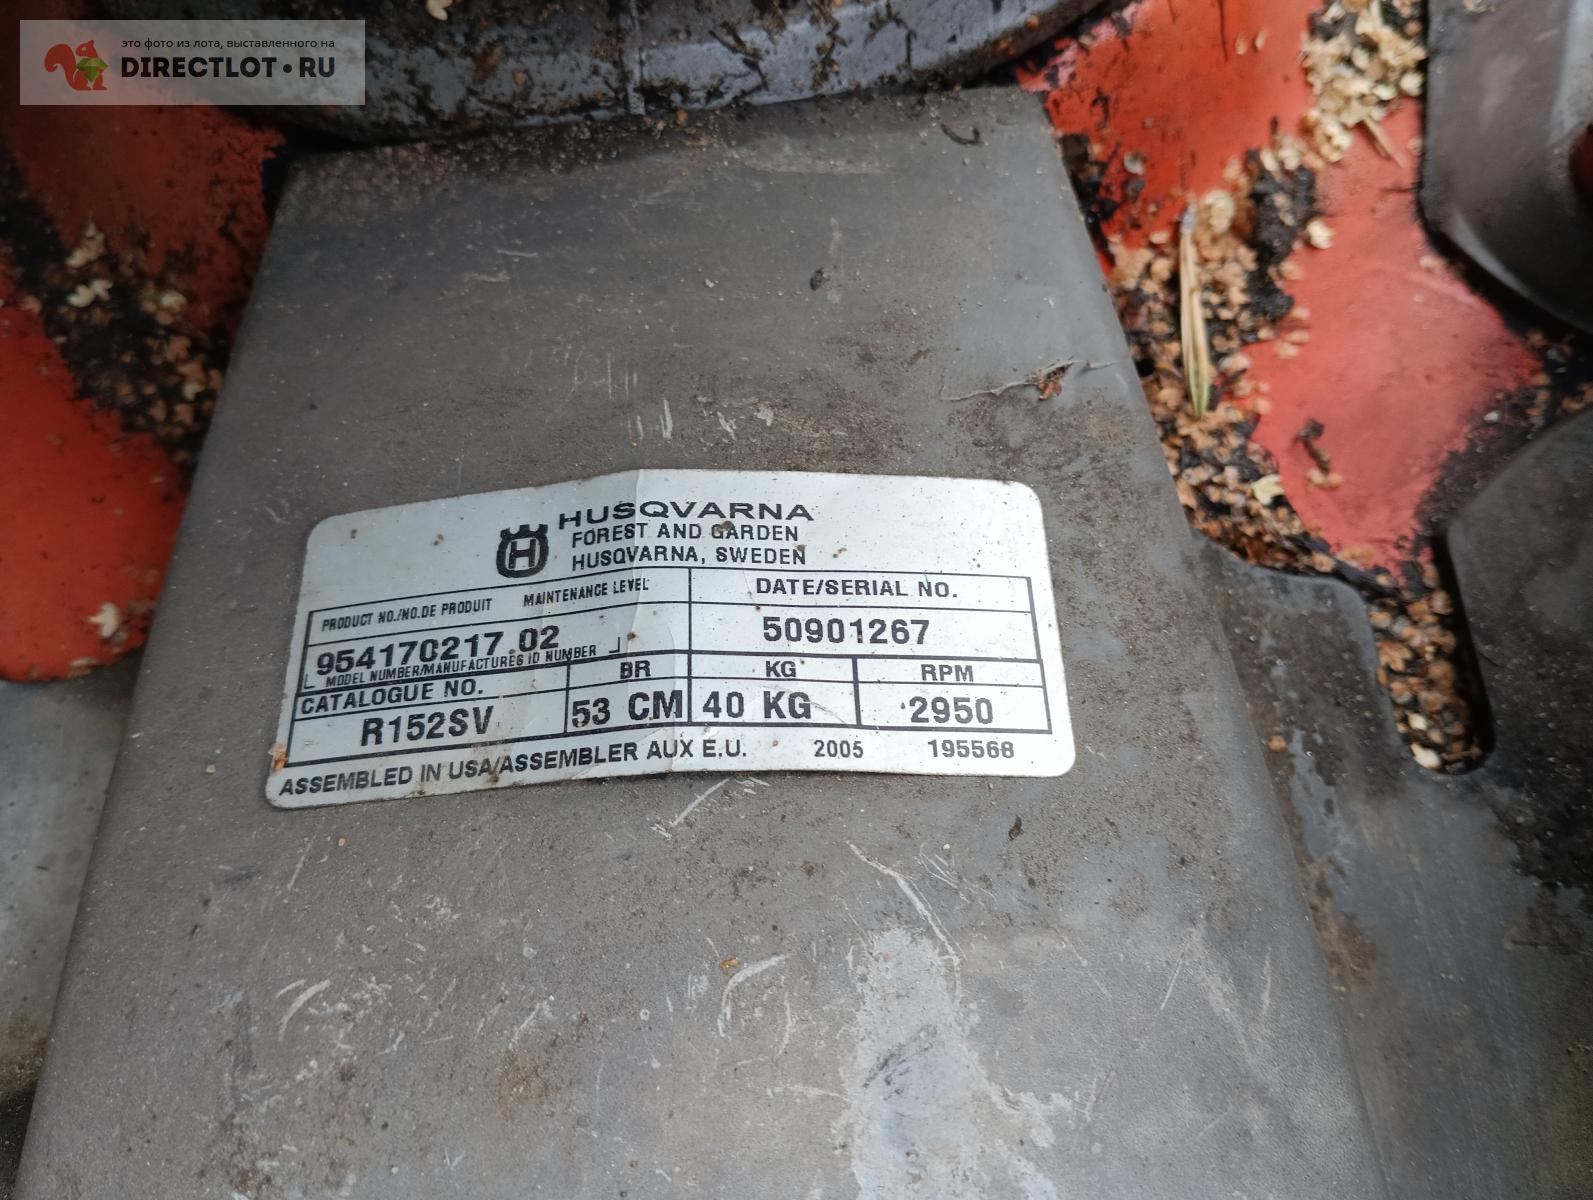 это фото из лота, выставленного на
DIRECTLOT•RU
HUSQVARNA
FOREST AND GARDEN
HUSQVARNA, SWEDEN
PRODUCT NO./NO.DE PRODUIT MAINTENANCE LEVEL DATE/SERIAL NO.
954170217 02 50901267
MODEL NUMBER/MANUFACTURES ID NUMBER
CATALOGUE NO. BR KG RPM
R152SV 53 CM 40 KG 2950
ASSEMBLED IN USA/ASSEMBLER AUX E.U. 2005 195568